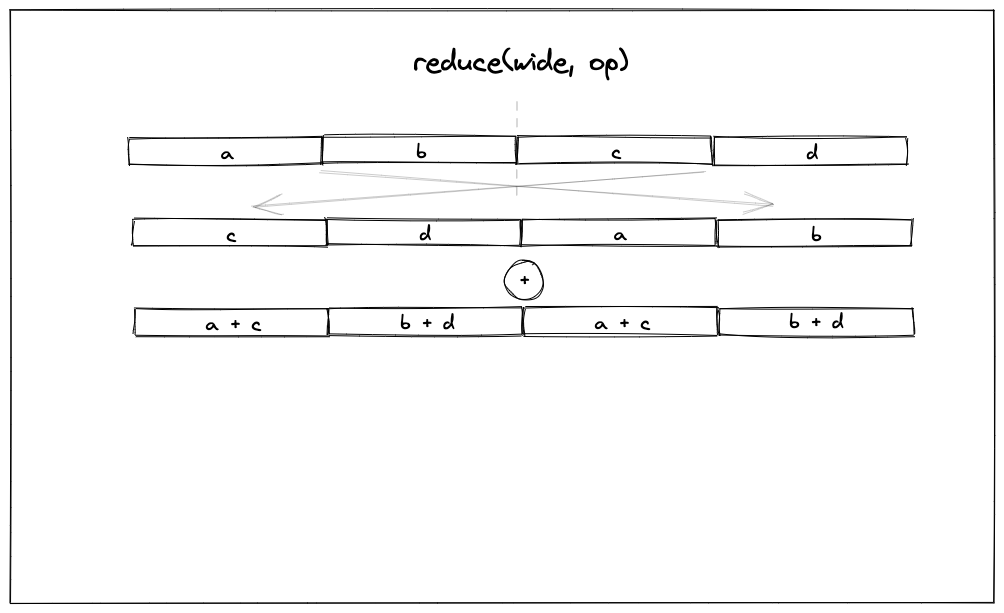 reduce(wide, op)
a b c d
c d a b
+
a + c b + d a + c b + d